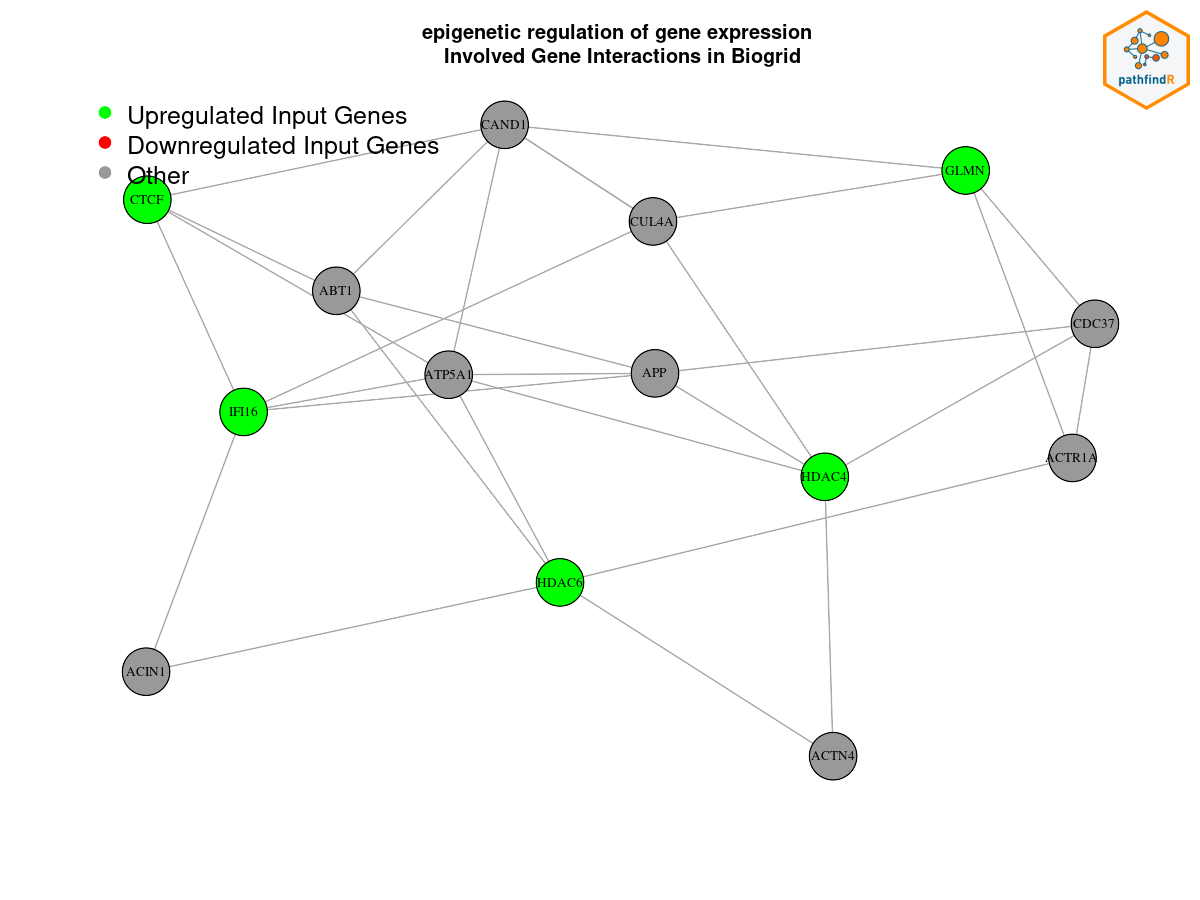 epigenetic regulation of gene expression
Involved Gene Interactions in Biogrid
pathfindR
Upregulated Input Genes
Downregulated Input Genes
Other
CAND1
GLMN
CTCF
CUL4A
ABT1
CDC37
ATP5A1
APP
IFI16
ACTR1A
HDAC4
HDAC6
ACIN1
ACTN4